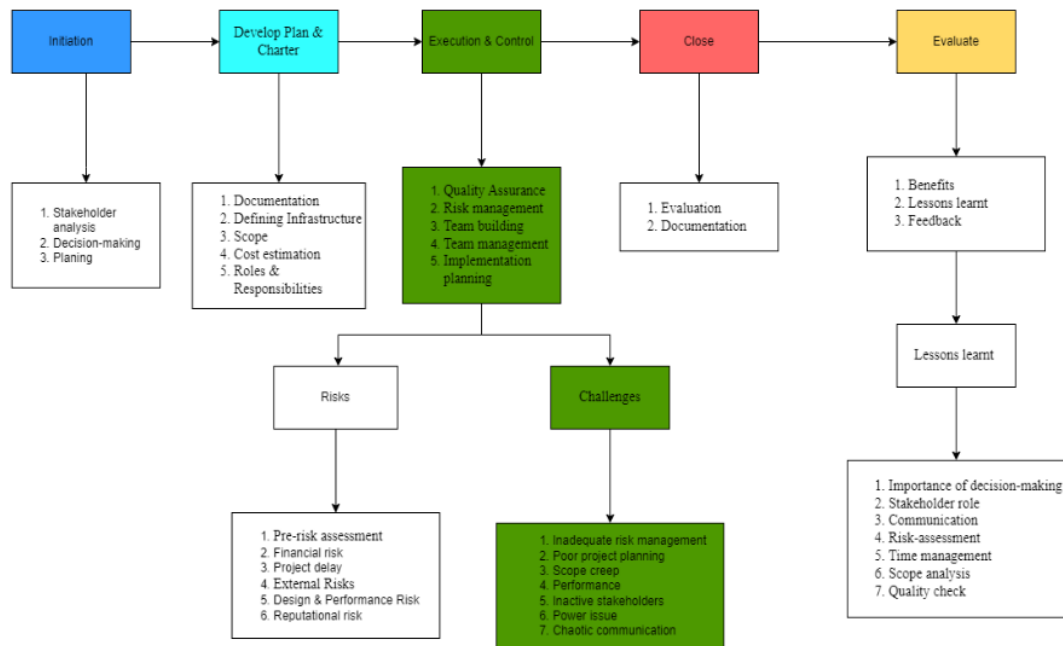 Initiation
Develop Plan &
Charter
Execution & Control
Close
Evaluate
1. Stakeholder
analysis
2. Decision-making
3. Planing
1. Documentation
2. Defining Infrastructure
3. Scope
4. Cost estimation
5. Roles &
Responsibilities
1. Quality Assurance
2. Risk management
3. Team building
4. Team management
5. Implementation
planning
1. Evaluation
2. Documentation
1. Benefits
2. Lessons learnt
3. Feedback
Risks
Challenges
Lessons learnt
1. Pre-risk assessment
2. Financial risk
3. Project delay
4. External Risks
5. Design & Performance Risk
6. Reputational risk
1. Inadequate risk management
2. Poor project planning
3. Scope creep
4. Performance
5. Inactive stakeholders
6. Power issue
7. Chaotic communication
1. Importance of decision-making
2. Stakeholder role
3. Communication
4. Risk-assessment
5. Time management
6. Scope analysis
7. Quality check